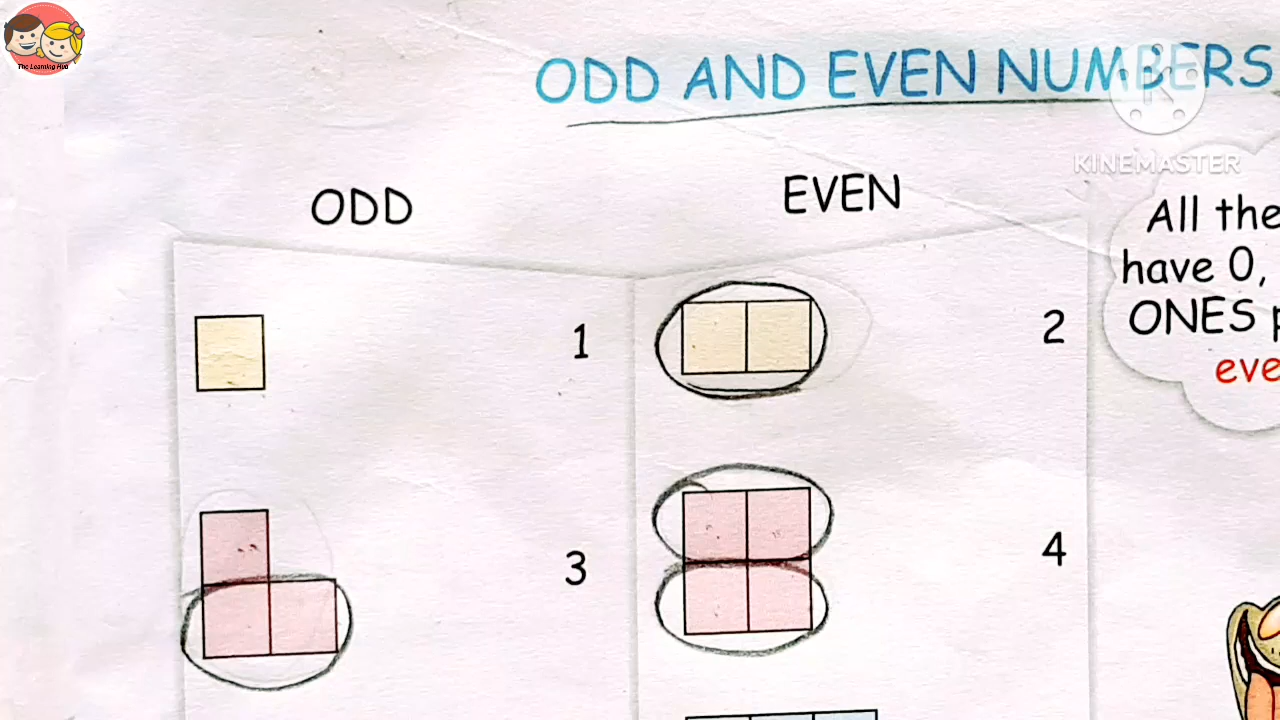 The Learning Hub
ODD AND EVEN NUMBERS
KINEMASTER
ODD
EVEN
All the
have 0,
ONES
1
2
3
4